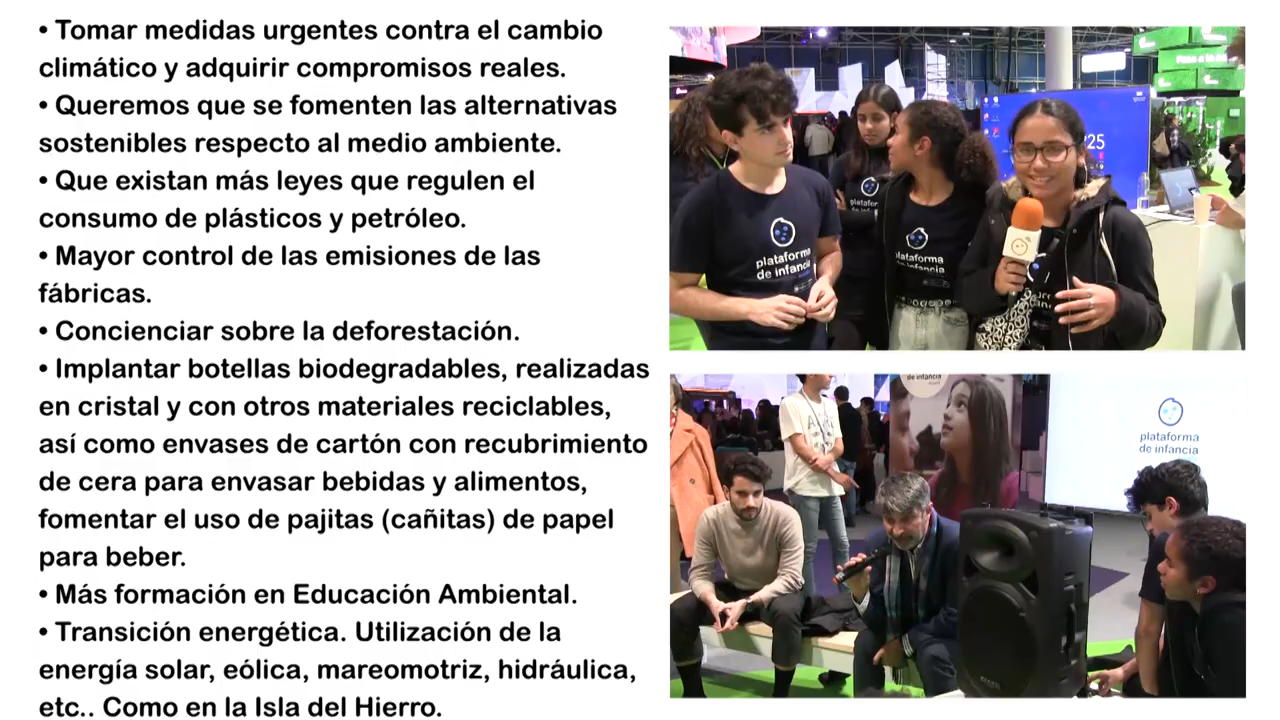 • Tomar medidas urgentes contra el cambio
climático y adquirir compromisos reales.
• Queremos que se fomenten las alternativas
sostenibles respecto al medio ambiente.
• Que existan más leyes que regulen el
consumo de plásticos y petróleo.
• Mayor control de las emisiones de las
fábricas.
• Concienciar sobre la deforestación.
• Implantar botellas biodegradables, realizadas
en cristal y con otros materiales reciclables,
así como envases de cartón con recubrimiento
de cera para envasar bebidas y alimentos,
fomentar el uso de pajitas (cañitas) de papel
para beber.
• Más formación en Educación Ambiental.
• Transición energética. Utilización de la
energía solar, eólica, mareomotriz, hidráulica,
etc.. Como en la Isla del Hierro.
plataforma
de infancia
plataforma
de infancia
25
de infancia
plataforma
de infancia